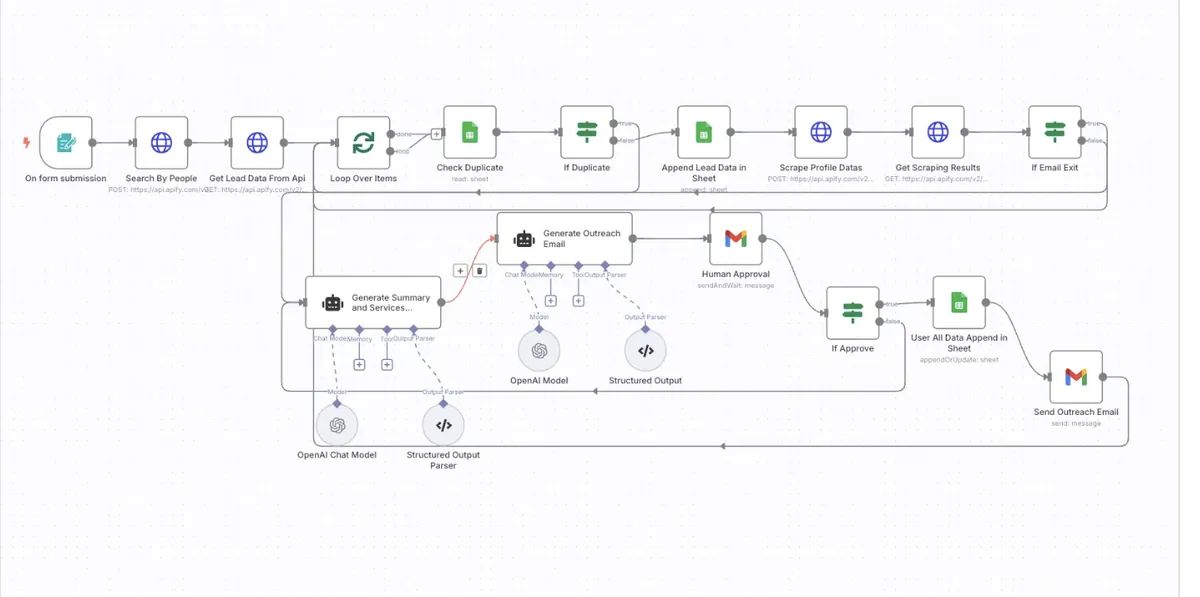 On form submission
Search By People
POST: https://api.apify.com/v2/...
Get Lead Data From Api
GET: https://api.apify.com/v2/...
Loop Over Items
done
loop
Check Duplicate
read: sheet
If Duplicate
true
false
Append Lead Data in
Sheet
append: sheet
Scrape Profile Datas
POST: https://api.apify.com/v2...
Get Scraping Results
GET: https://api.apify.com/v2/...
If Email Exit
true
false
Generate Outreach
Email
Chat Model
Memory
Tool
Output Parser
Human Approval
sendAndWait: message
Generate Summary
and Services...
Chat Model
Memory
Tool
Output Parser
Model
OpenAI Model
Output Parser
Structured Output
If Approve
true
false
User All Data Append in
Sheet
appendOrUpdate: sheet
Send Outreach Email
send: message
Model
OpenAI Chat Model
Output Parser
Structured Output
Parser